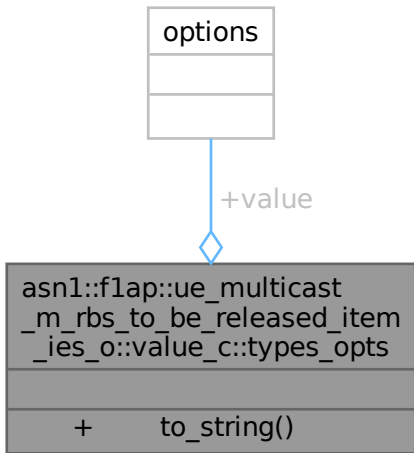 options
+value
asn1::f1ap::ue_multicast
_m_rbs_to_be_released_item
_ies_o::value_c::types_opts
+ to_string()